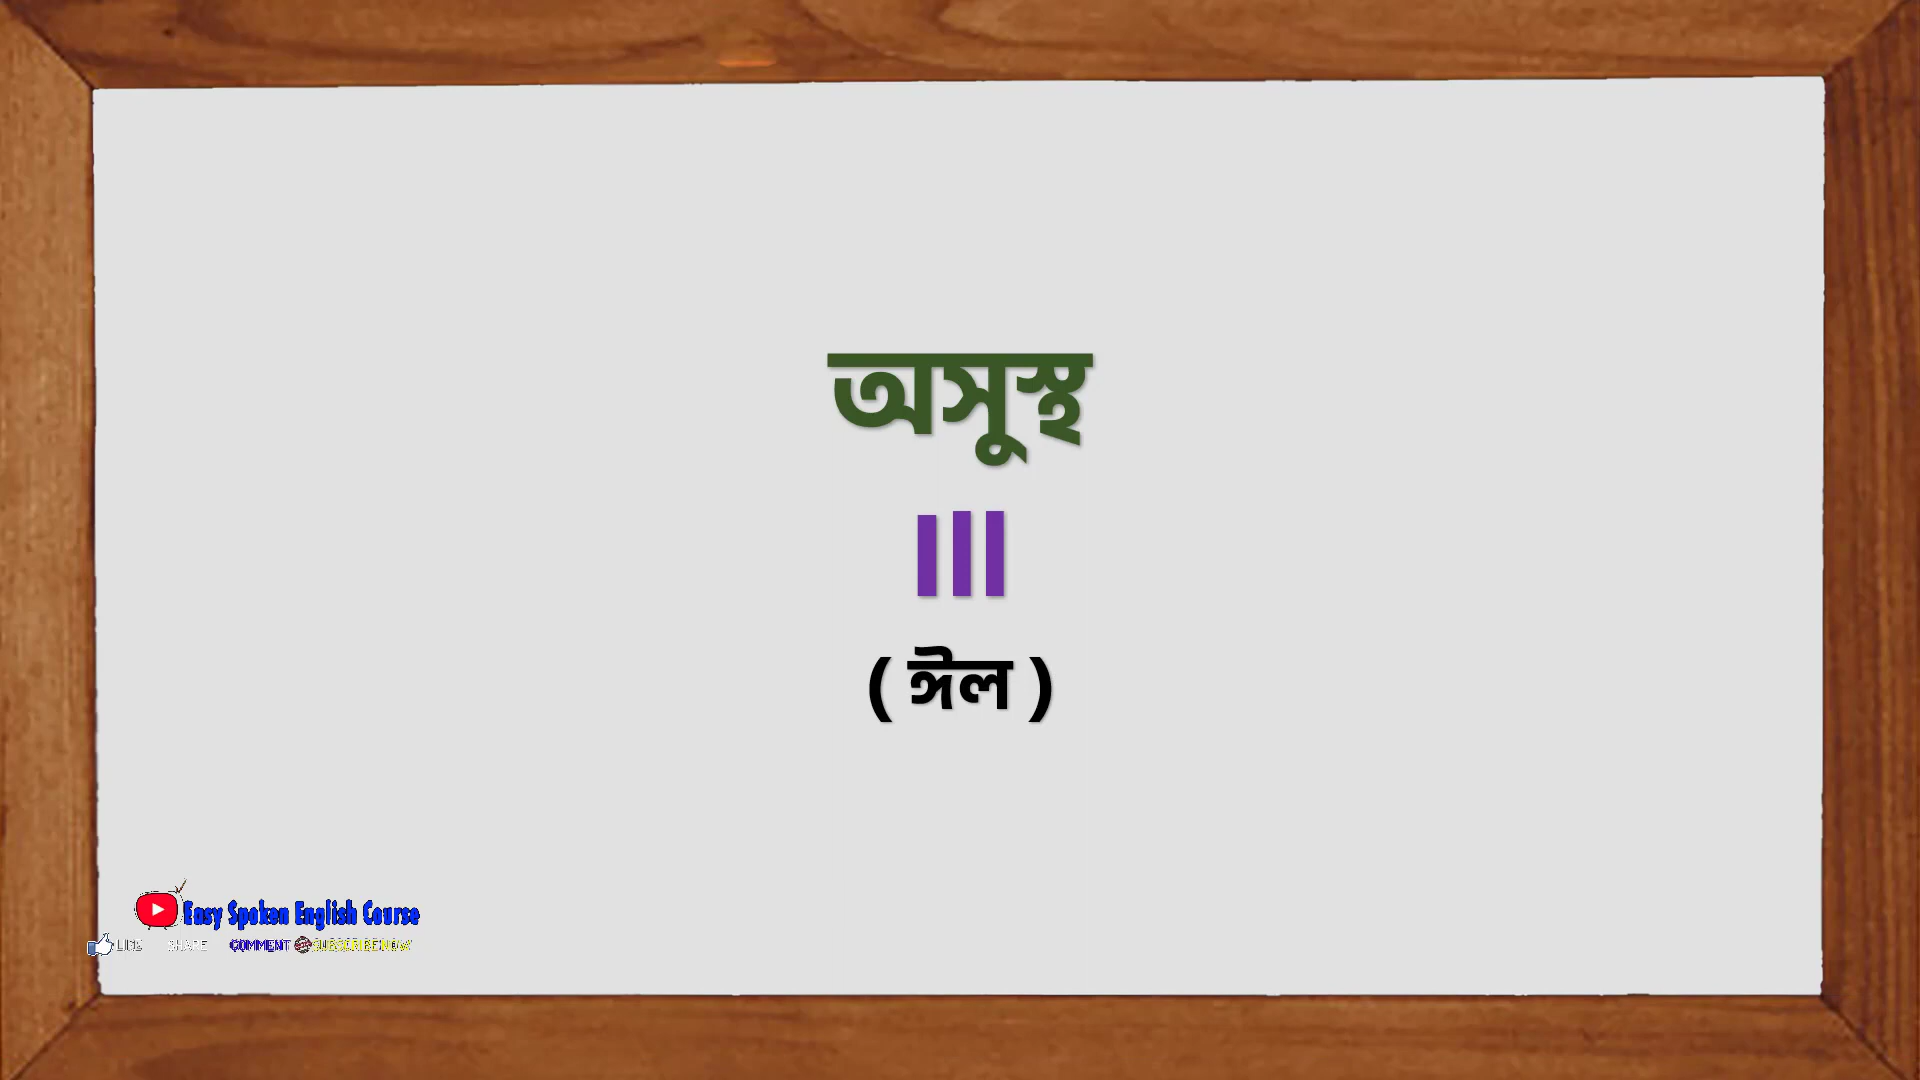 অসুস্থ
Ill
( ঈল )
Easy Spoken English Course
LIKE SHARE COMMENT SUBSCRIBE NOW